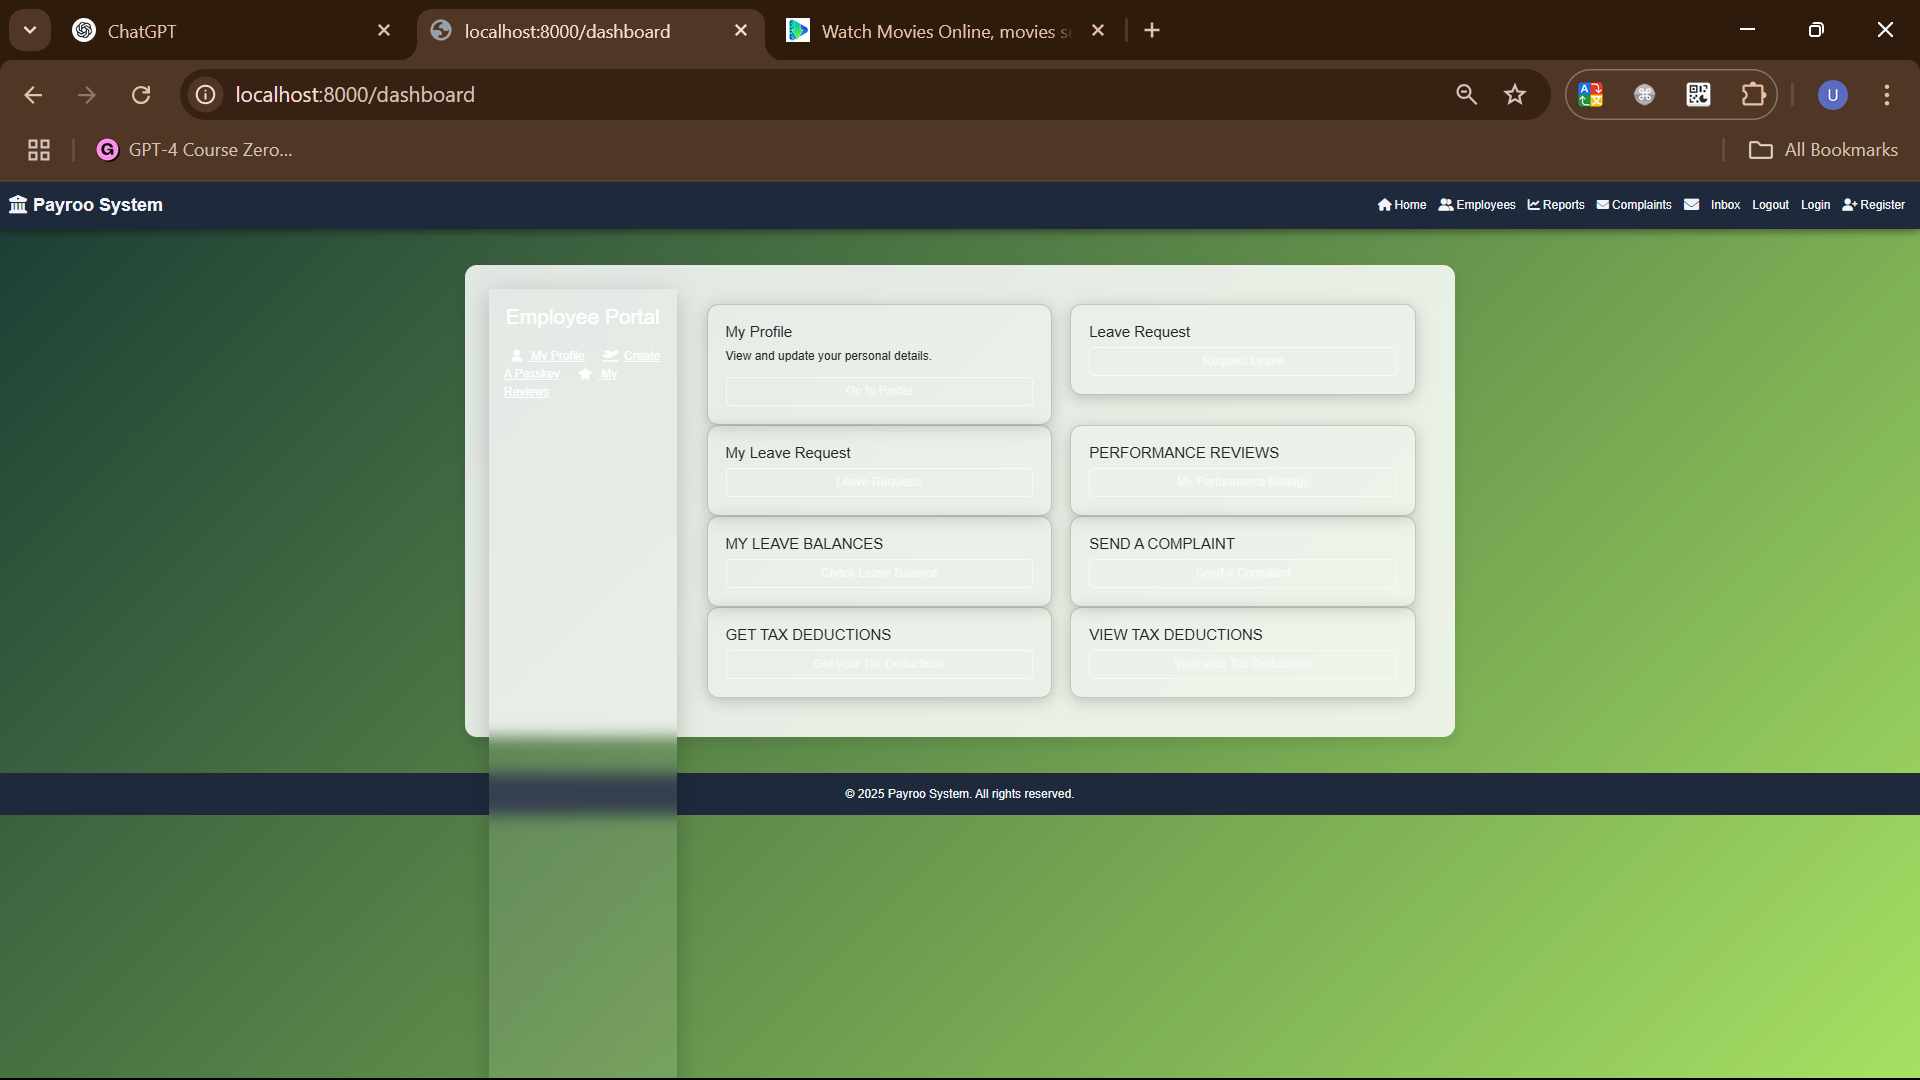 ChatGPT
localhost:8000/dashboard
Watch Movies Online, movies se
localhost:8000/dashboard
U
GPT-4 Course Zero...
All Bookmarks
Payroo System
Home Employees Reports Complaints Inbox Logout Login Register
Employee Portal
My Profile Create
A Passkey My
Reviews
My Profile
View and update your personal details.
Go to Profile
Leave Request
Request Leave
My Leave Request
Leave Requests
PERFORMANCE REVIEWS
My Performance Ratings
MY LEAVE BALANCES
Check Leave Balance
SEND A COMPLAINT
Send a Complaint
GET TAX DEDUCTIONS
Get your Tax Deductions
VIEW TAX DEDUCTIONS
View your Tax Deductions
© 2025 Payroo System. All rights reserved.